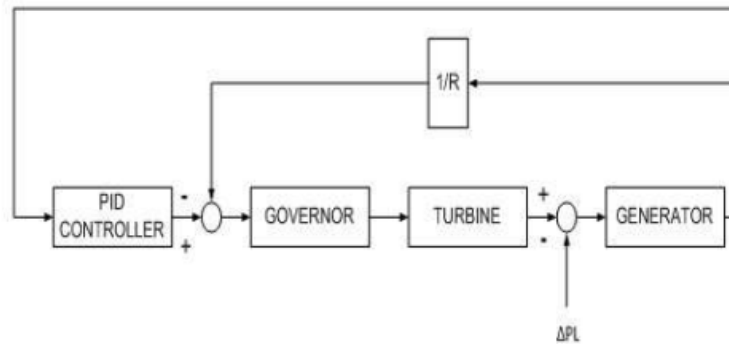 1/R
PID
CONTROLLER
-
+
GOVERNOR
TURBINE
+
-
GENERATOR
ΔPL